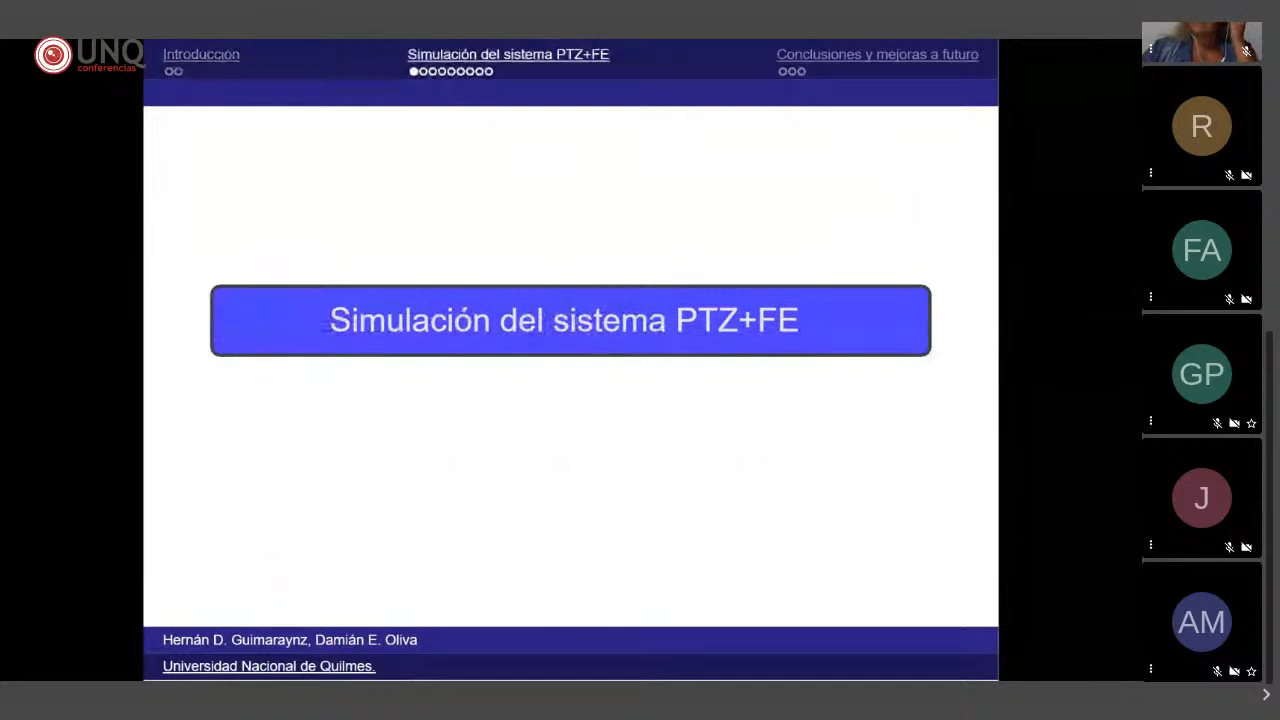 UNQ
conferencias
Introducción
Simulación del sistema PTZ+FE
Conclusiones y mejoras a futuro
Simulación del sistema PTZ+FE
Hernán D. Guimaraynz, Damián E. Oliva
Universidad Nacional de Quilmes.
R
FA
GP
J
AM